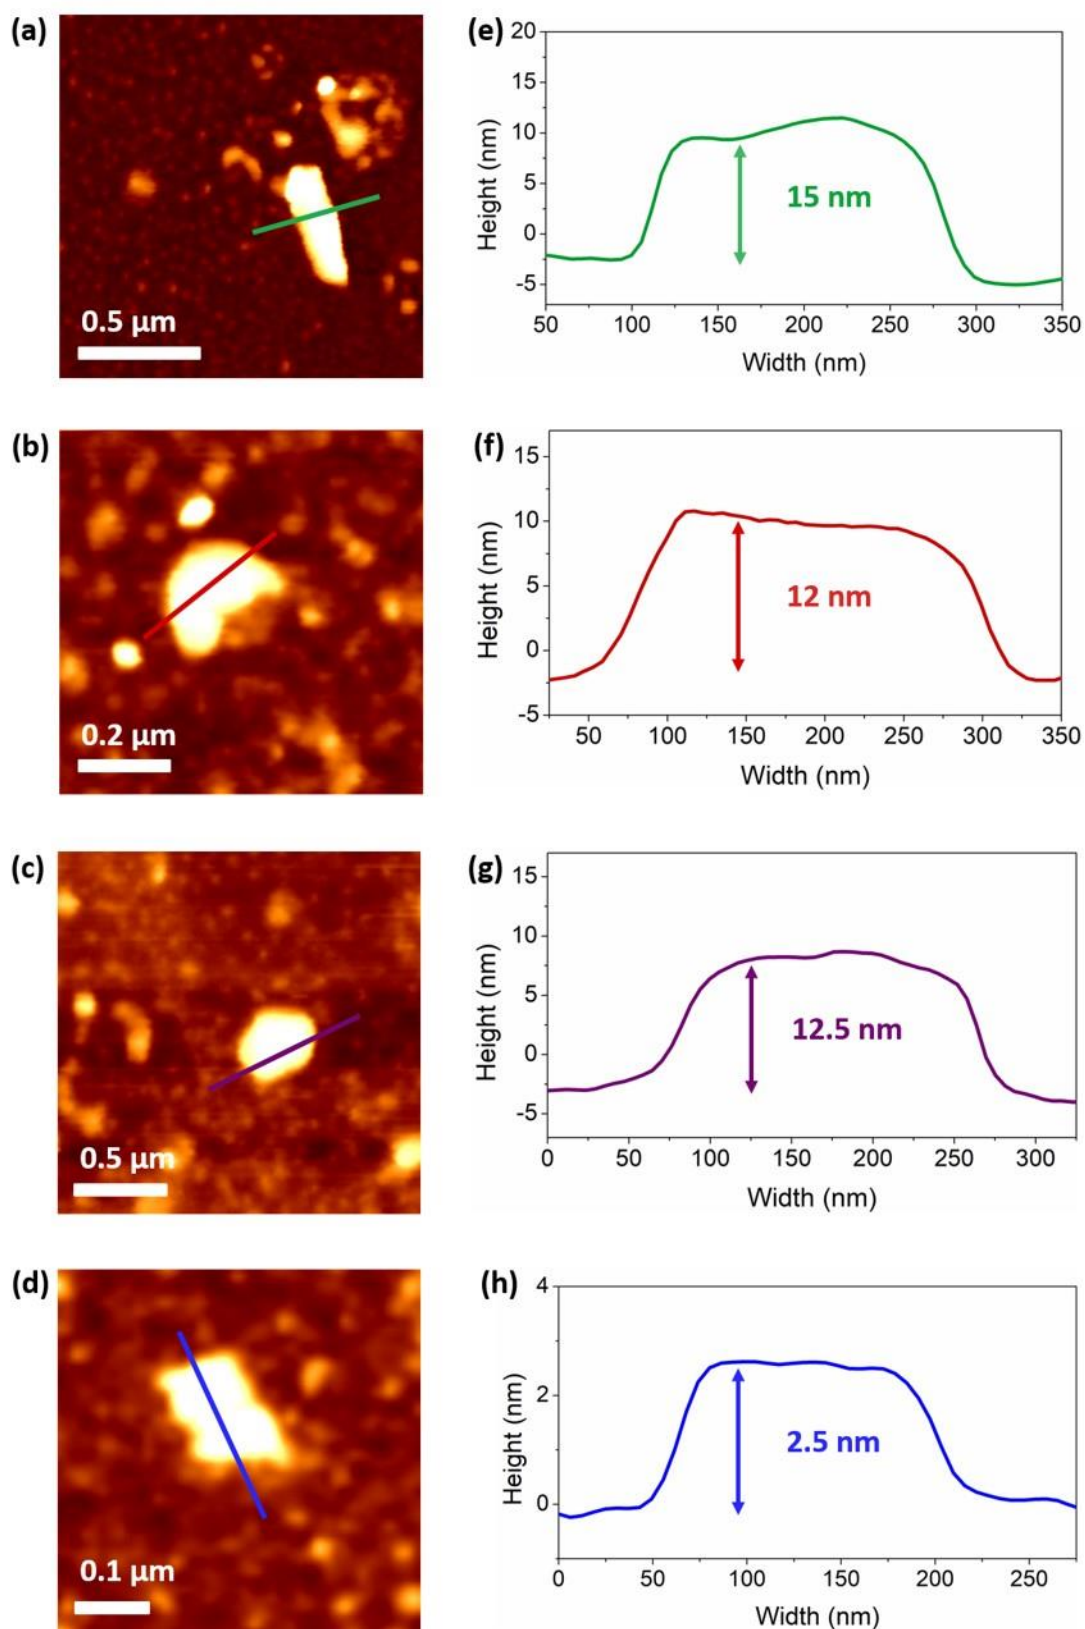 (a)
0.5 μm
(e)
20
15
10
5
0
-5
Height (nm)
15 nm
50 100 150 200 250 300 350
Width (nm)
(b)
0.2 μm
(f)
15
10
5
0
-5
Height (nm)
12 nm
50 100 150 200 250 300 350
Width (nm)
(c)
0.5 μm
(g)
15
10
5
0
-5
Height (nm)
12.5 nm
0 50 100 150 200 250 300
Width (nm)
(d)
0.1 μm
(h)
4
2
0
Height (nm)
2.5 nm
0 50 100 150 200 250
Width (nm)